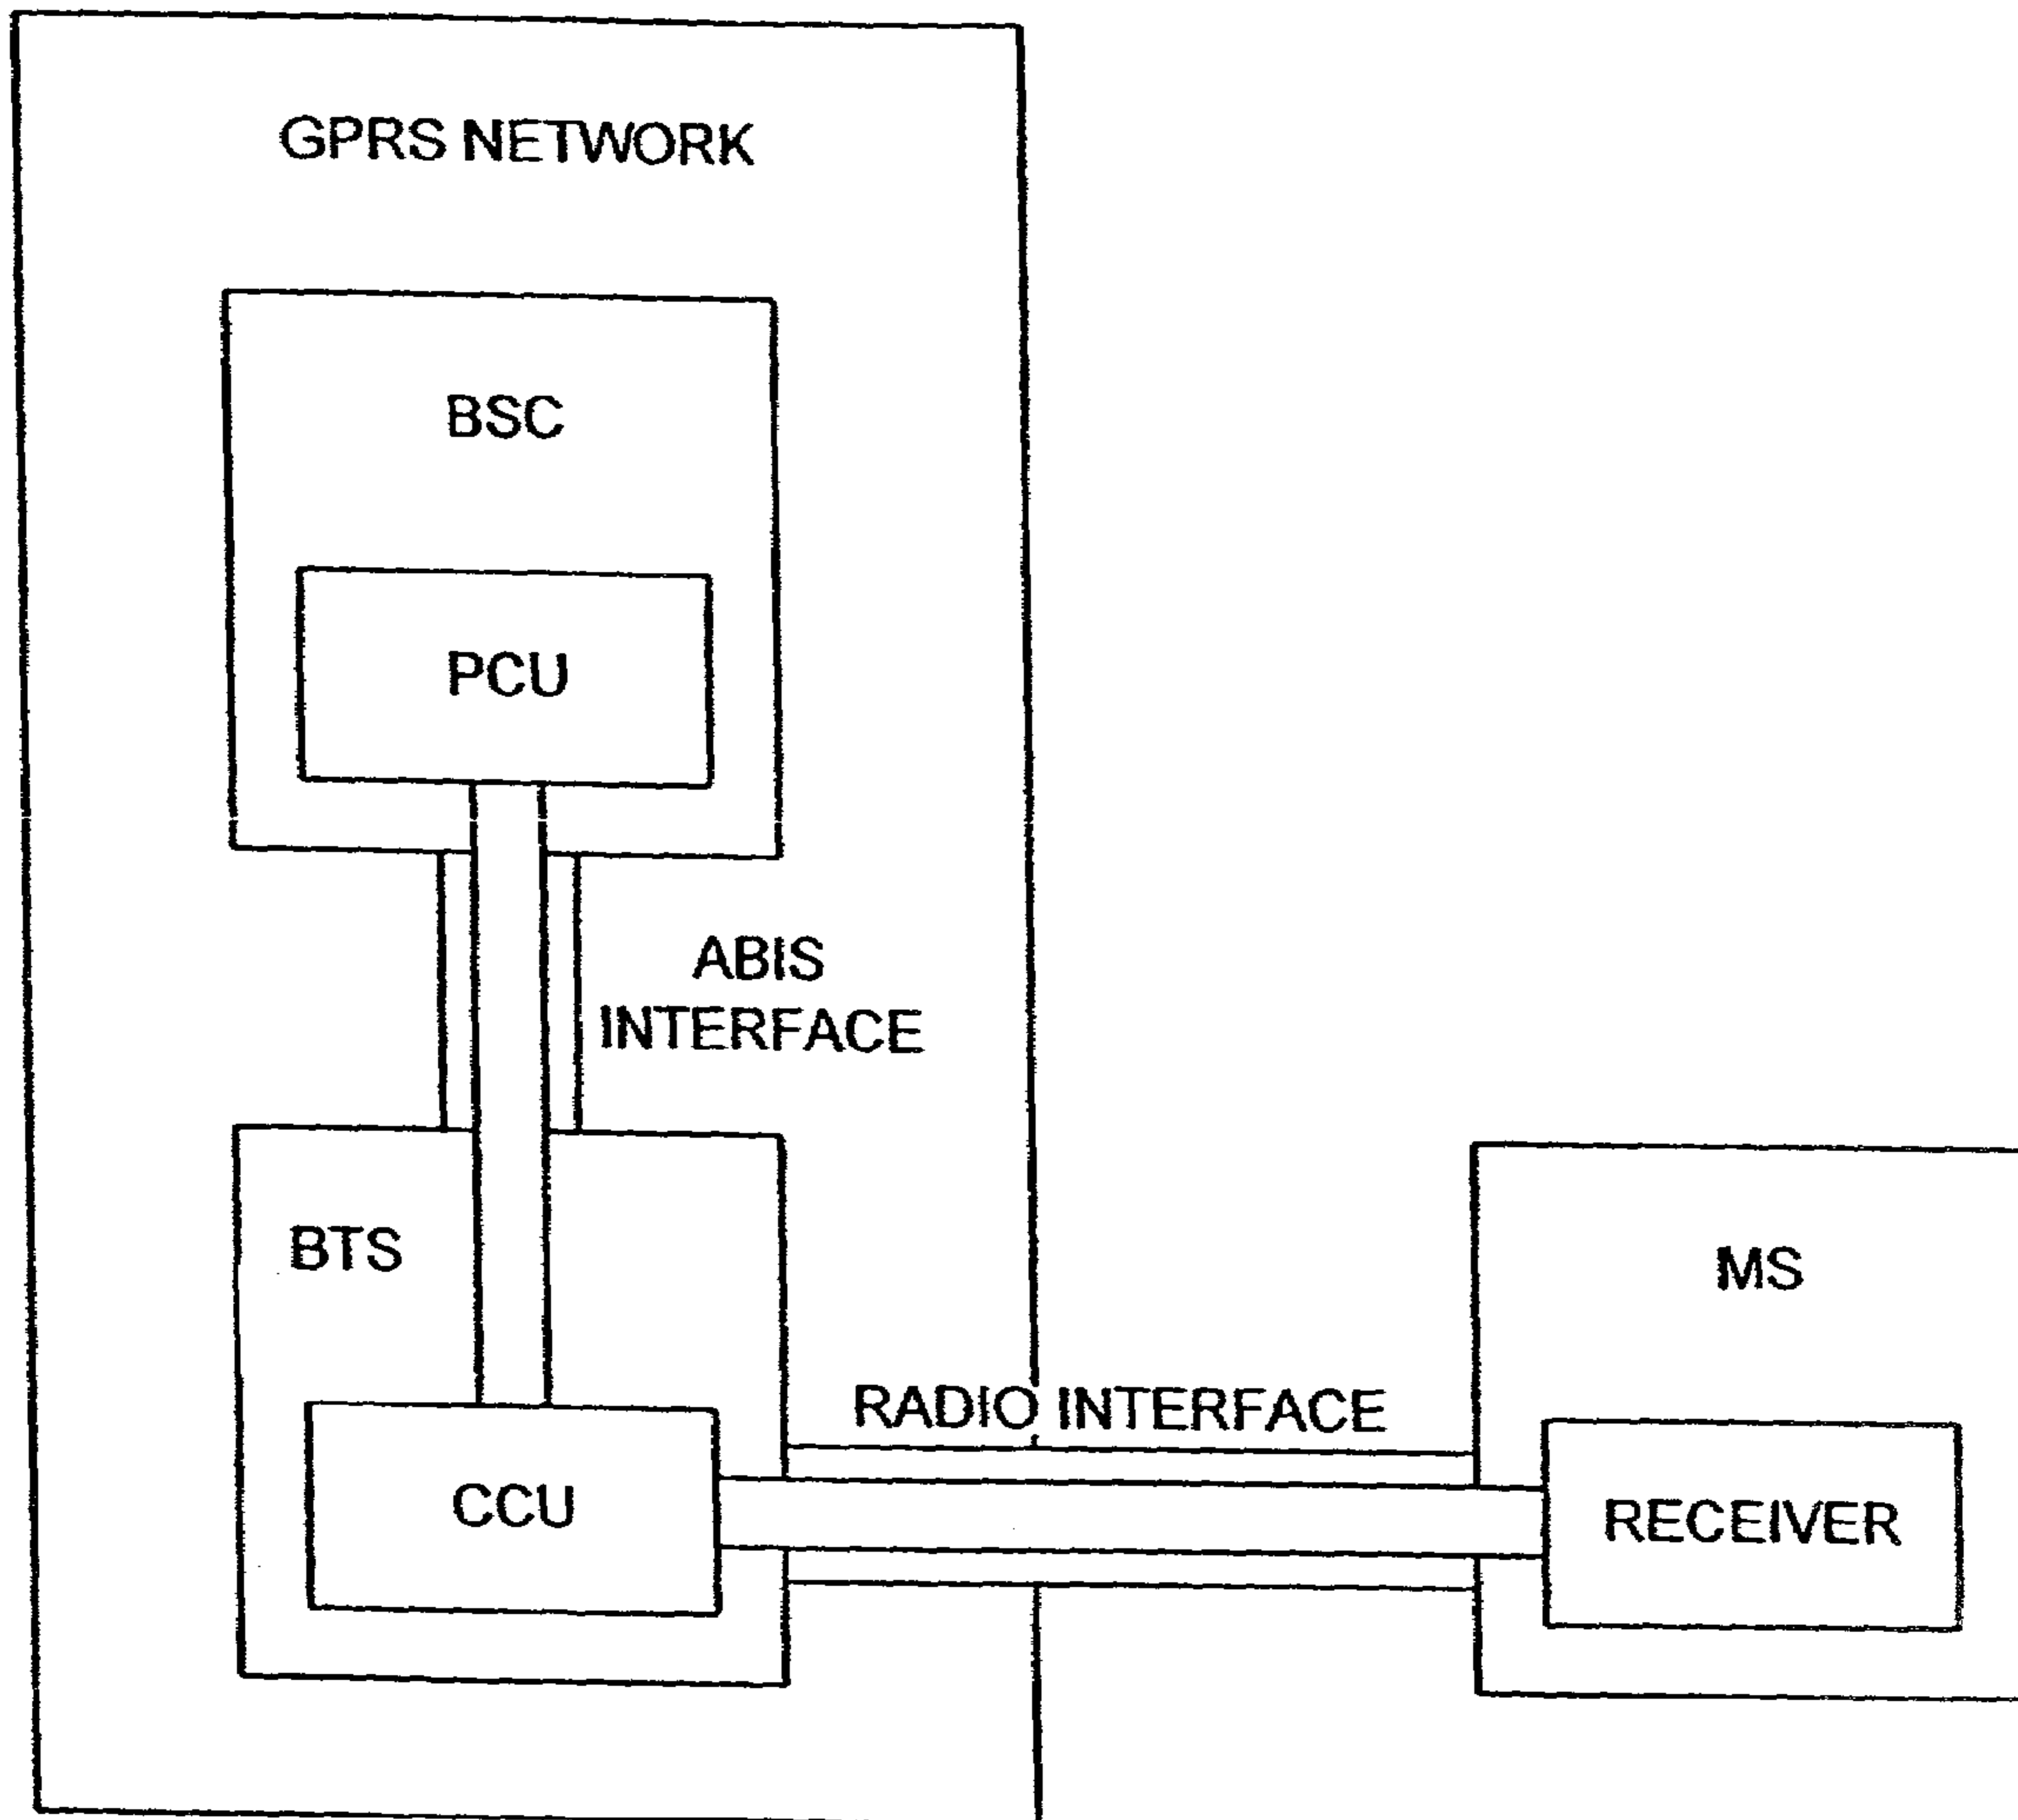 GPRS NETWORK
BSC
PCU
ABIS
INTERFACE
BTS
MS
RADIO INTERFACE
CCU
RECEIVER